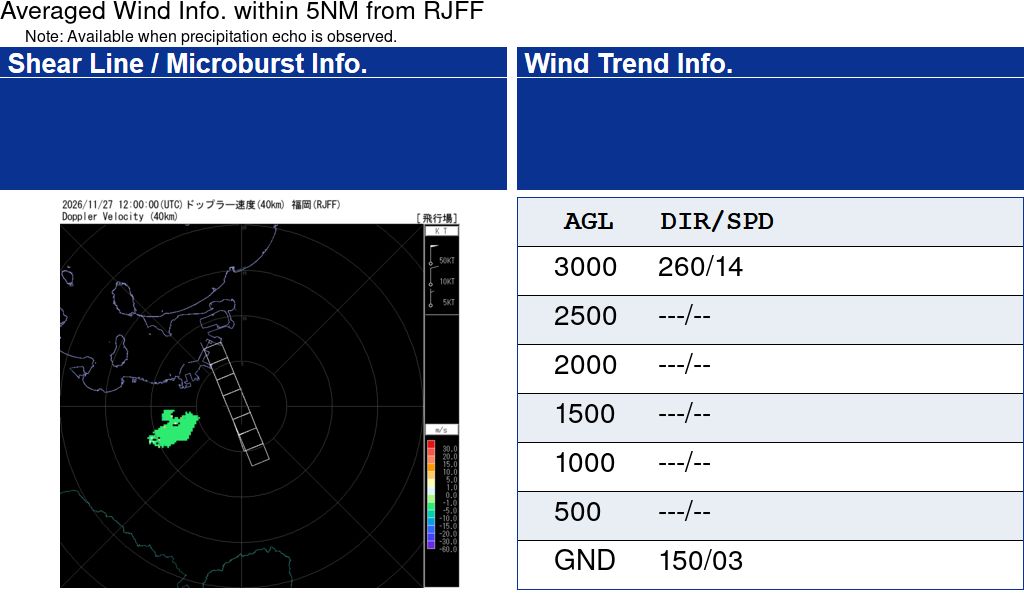 Averaged Wind Info. within 5NM from RJFF
Note: Available when precipitation echo is observed.
Shear Line / Microburst Info.
Wind Trend Info.
2026/11/27 12:00:00(UTC) ドップラー速度(40km) 福岡(RJFF)
Doppler Velocity (40km)
[飛行場]
KT
50KT
10KT
5KT
m/s
30.0
20.0
15.0
10.0
5.0
1.0
0.0
-1.0
-5.0
-10.0
-15.0
-20.0
-30.0
-60.0
AGL DIR/SPD
3000 260/14
2500 ---/--
2000 ---/--
1500 ---/--
1000 ---/--
500 ---/--
GND 150/03